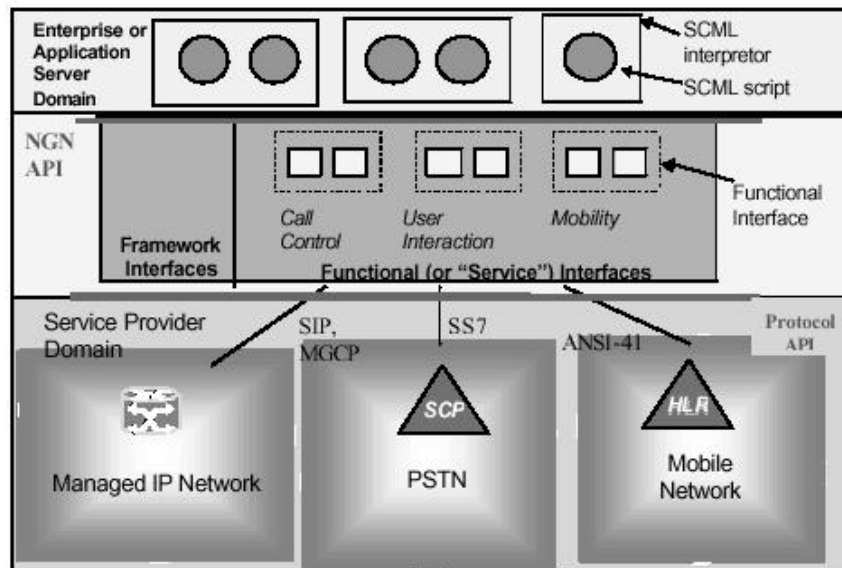 Enterprise or
Application
Server
Domain
SCML
interpretor
SCML script
NGN
API
Functional
Interface
Call
Control
User
Interaction
Mobility
Framework
Interfaces
Functional (or “Service”) Interfaces
Service Provider
Domain
SIP,
MGCP
SS7
ANSI-41
Protocol
API
SCP
HLR
Managed IP Network
PSTN
Mobile
Network